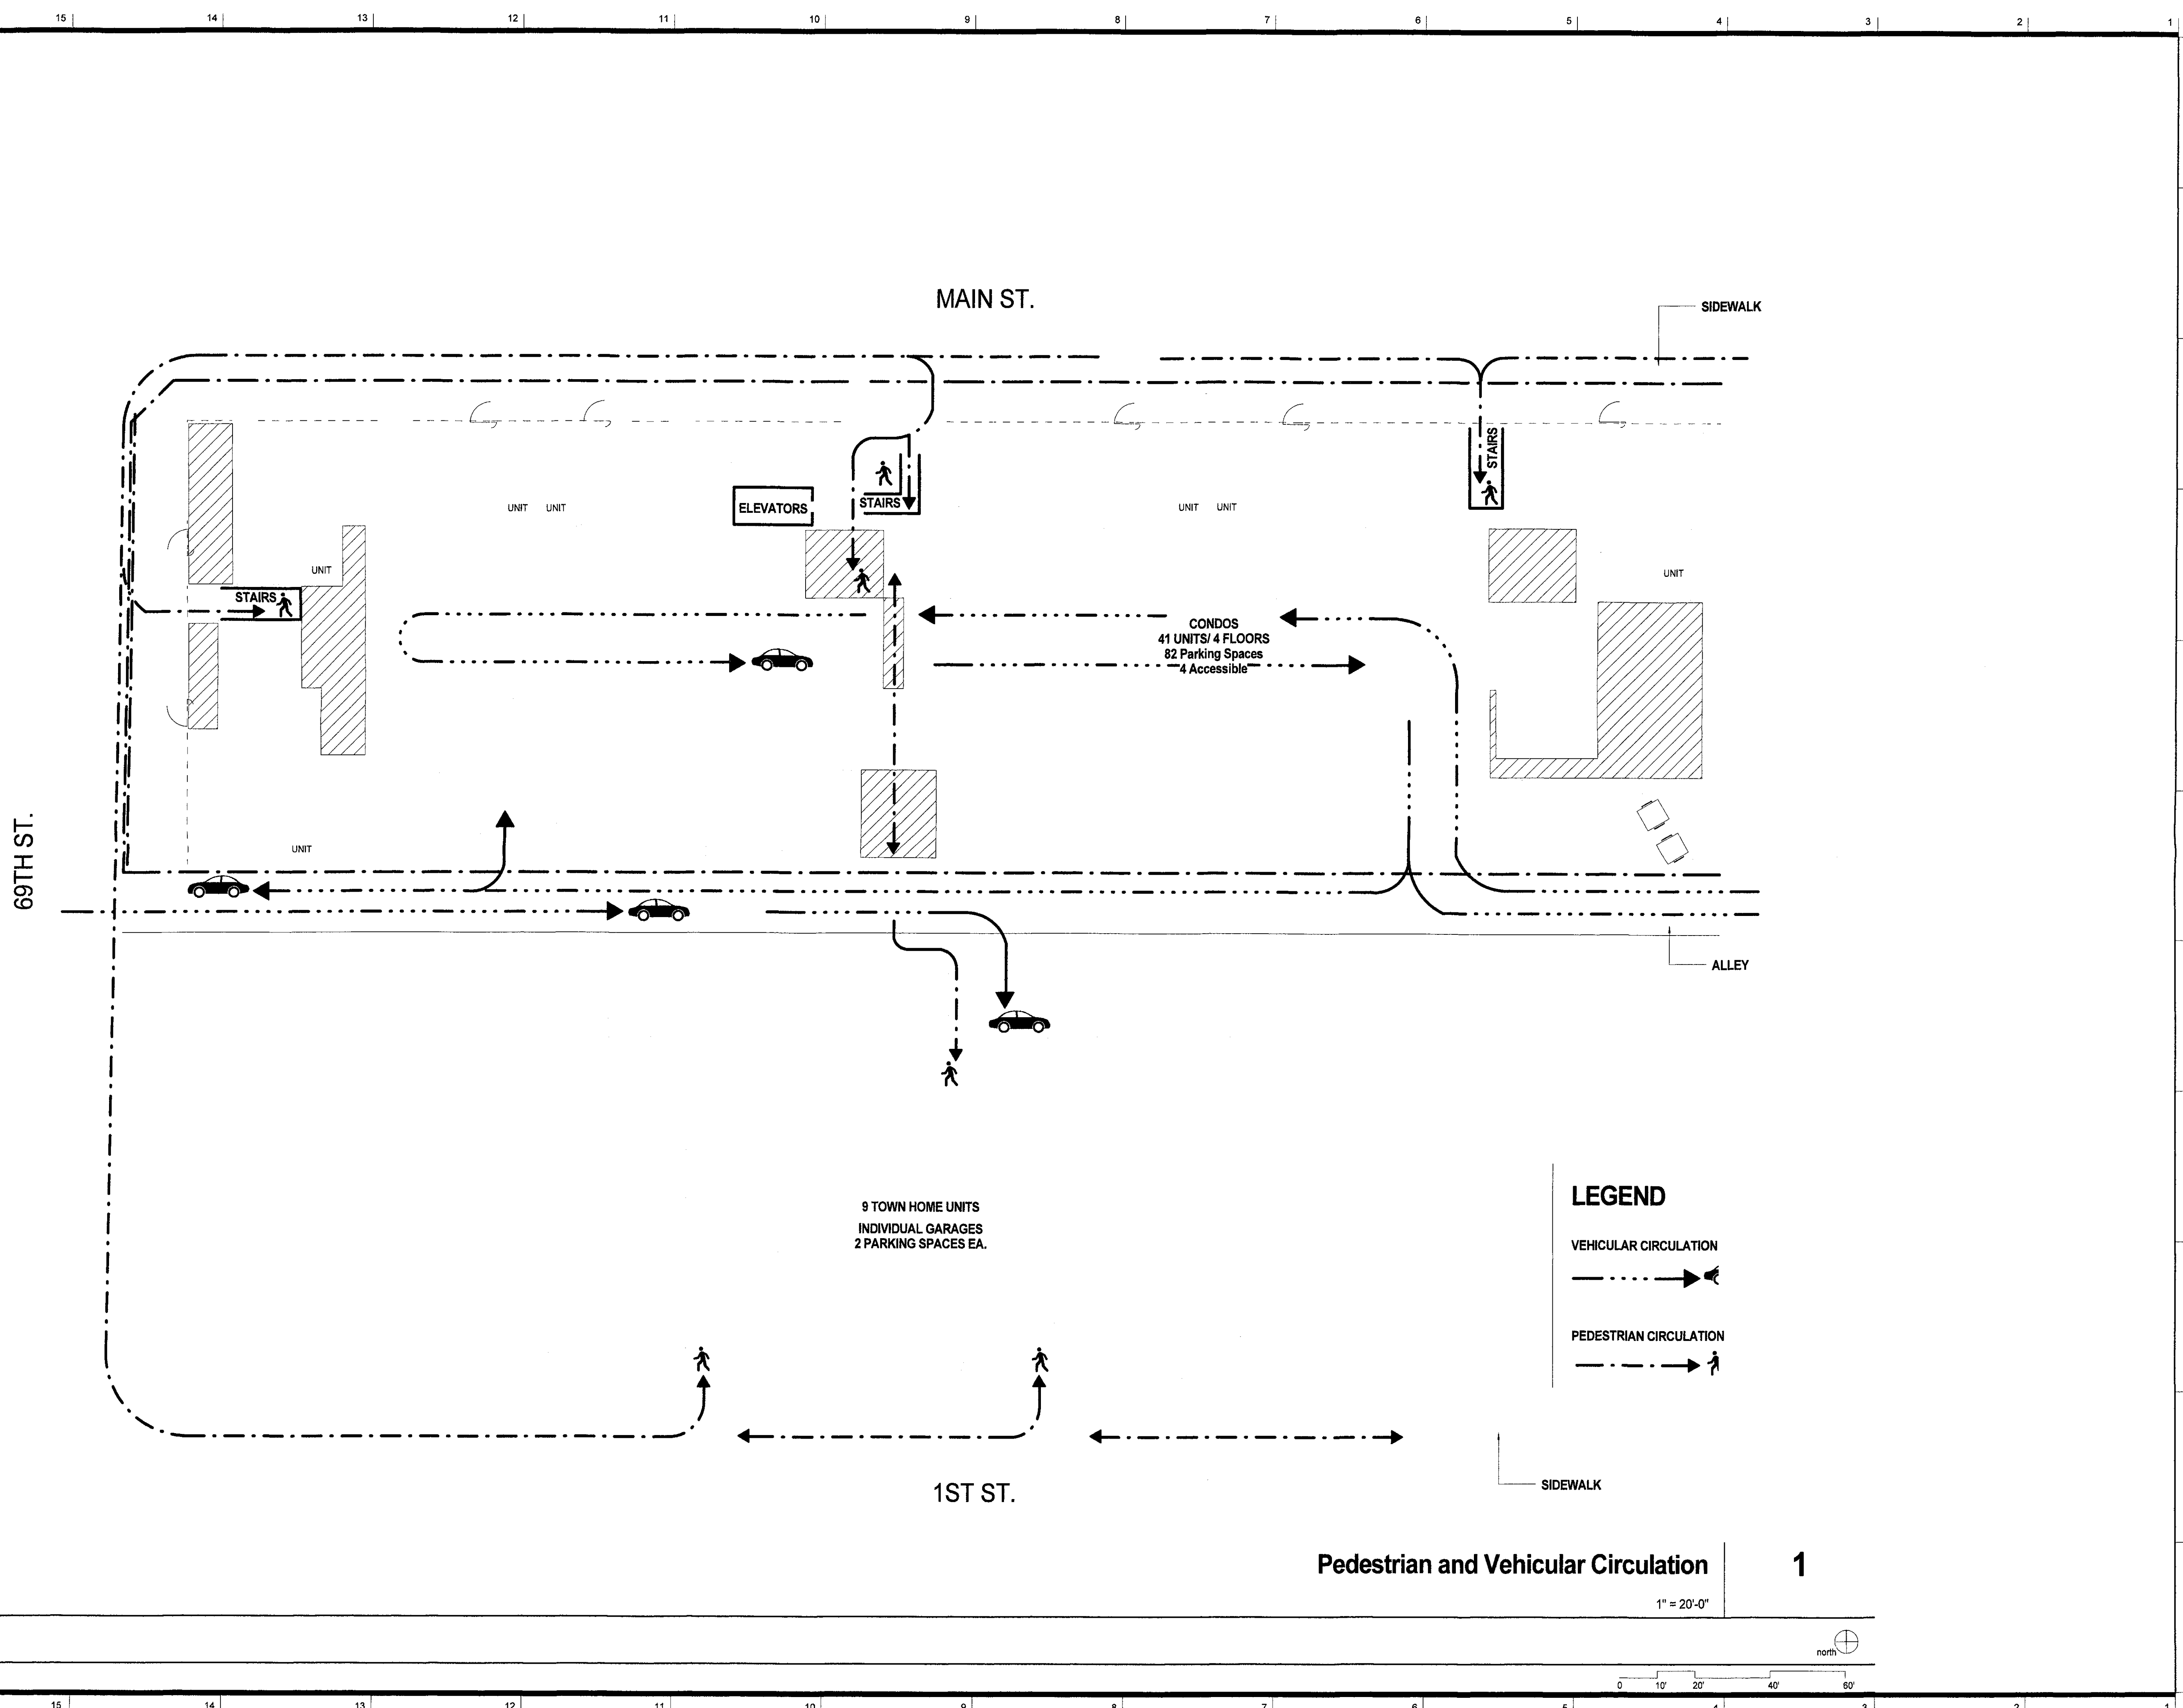 15 14 13 12 11 10 9 8 7 6 5 4 3 2 1
MAIN ST.
SIDEWALK
STAIRS
ELEVATORS
STAIRS
UNIT UNIT
UNIT UNIT
UNIT
UNIT
STAIRS
CONDOS
41 UNITS/ 4 FLOORS
82 Parking Spaces
4 Accessible
69TH ST.
UNIT
ALLEY
9 TOWN HOME UNITS
INDIVIDUAL GARAGES
2 PARKING SPACES EA.
LEGEND
VEHICULAR CIRCULATION
PEDESTRIAN CIRCULATION
1ST ST.
SIDEWALK
Pedestrian and Vehicular Circulation 1
1" = 20'-0"
north
0 10' 20' 40' 60'
15 14 13 12 11 10 9 8 7 6 5 4 3 2 1